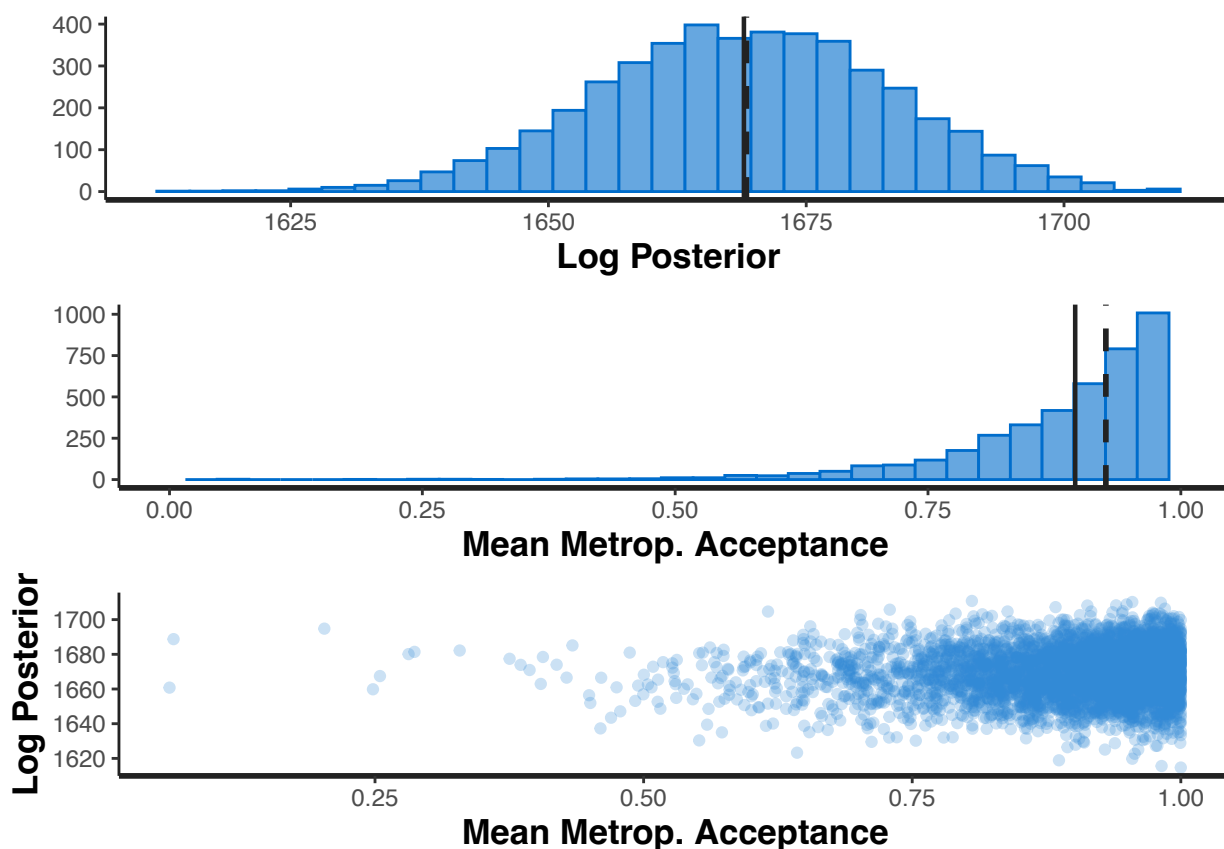 400
300
200
100
0
1625 1650 1675 1700
Log Posterior
1000
750
500
250
0
0.00 0.25 0.50 0.75 1.00
Mean Metrop. Acceptance
Log Posterior
1700
1680
1660
1640
1620
0.25 0.50 0.75 1.00
Mean Metrop. Acceptance